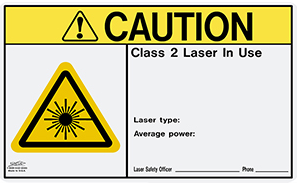 CAUTION
Class 2 Laser In Use
Laser type:
Average power:
Laser Safety Officer Phone